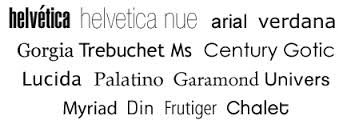 helvética helvetica nue arial verdana
Gorgia Trebuchet Ms Century Gotic
Lucida Palatino Garamond Univers
Myriad Din Frutiger Chalet